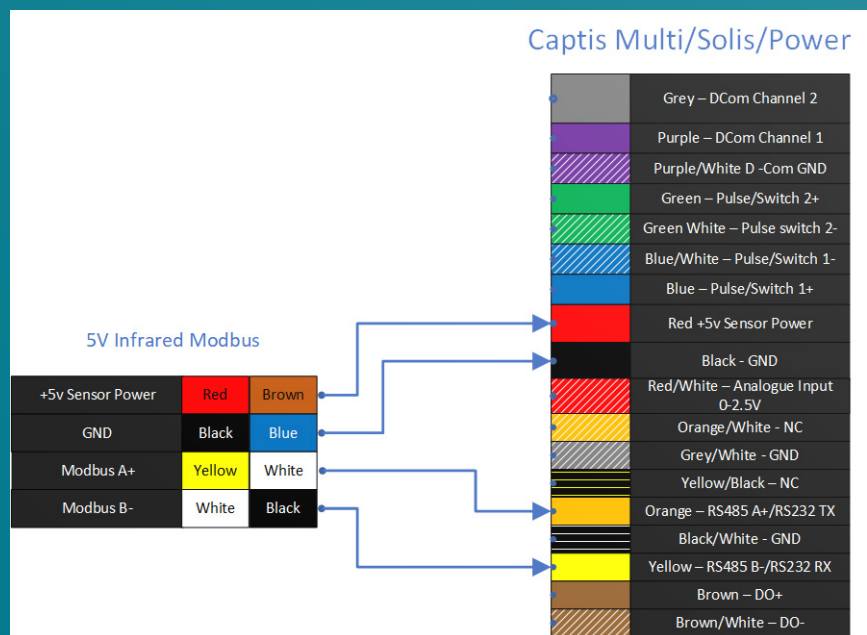 Captis Multi/Solis/Power
Grey – DCom Channel 2
Purple – DCom Channel 1
Purple/White D -Com GND
Green – Pulse/Switch 2+
Green White – Pulse switch 2-
Blue/White – Pulse/Switch 1-
Blue – Pulse/Switch 1+
Red +5v Sensor Power
Black - GND
Red/White – Analogue Input
0-2.5V
Orange/White - NC
Grey/White - GND
Yellow/Black – NC
Orange – RS485 A+/RS232 TX
Black/White - GND
Yellow – RS485 B-/RS232 RX
Brown – DO+
Brown/White – DO-
5V Infrared Modbus
+5v Sensor Power Red Brown
GND Black Blue
Modbus A+ Yellow White
Modbus B- White Black